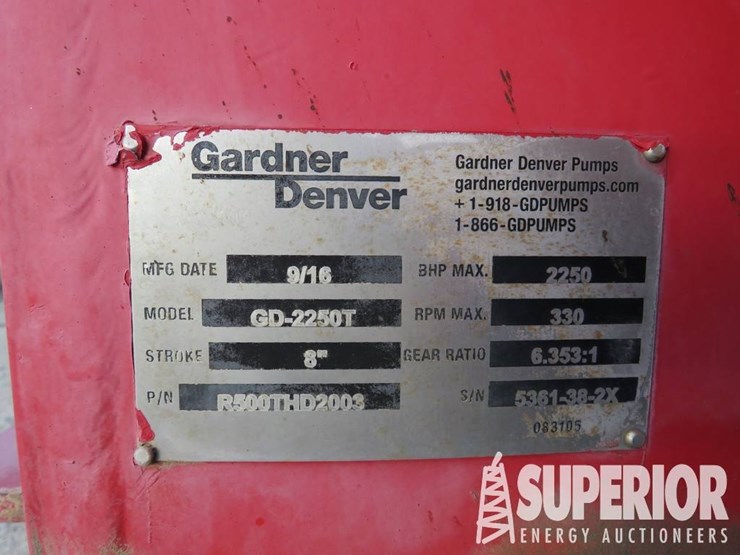 Gardner
Denver
Gardner Denver Pumps
gardnerdenverpumps.com
+ 1-918-GDPUMPS
1-866-GDPUMPS
MFG DATE 9/16 BHP MAX. 2250
MODEL GD-2250T RPM MAX. 330
STROKE 8" GEAR RATIO 6.353:1
P/N R500THD2003 S/N 5361-38-2X
083105
SUPERIOR
ENERGY AUCTIONEERS